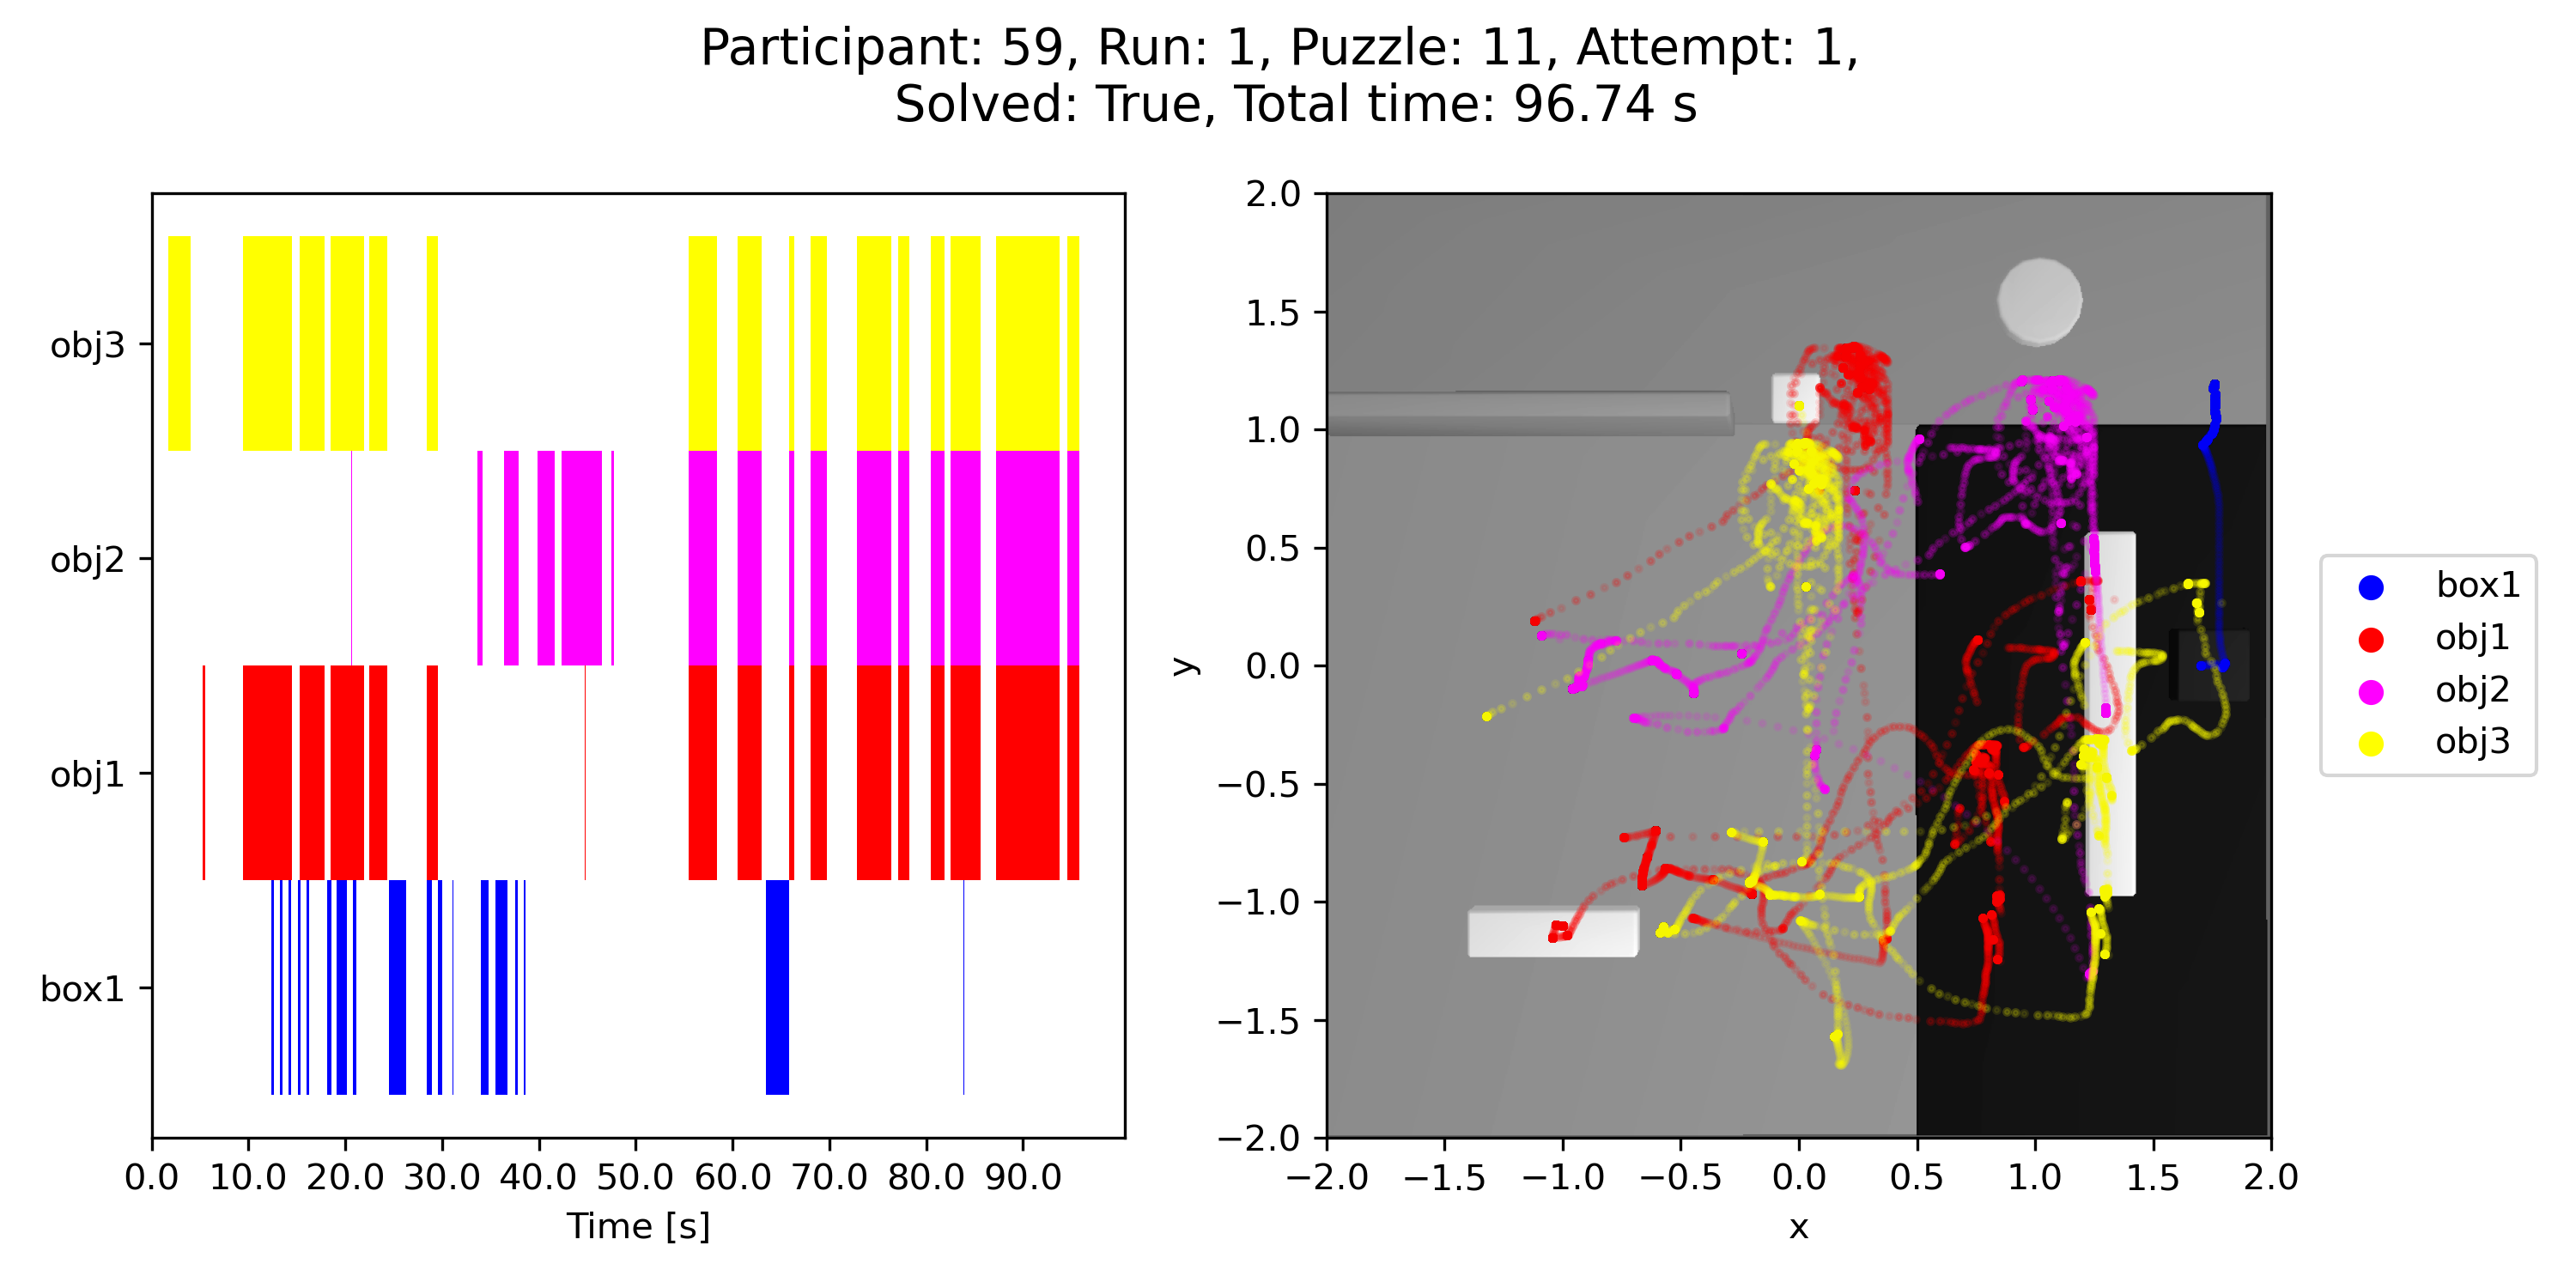 Participant: 59, Run: 1, Puzzle: 11, Attempt: 1,
Solved: True, Total time: 96.74 s
obj3
obj2
obj1
box1
0.0 10.0 20.0 30.0 40.0 50.0 60.0 70.0 80.0 90.0
Time [s]
2.0
1.5
1.0
0.5
0.0
−0.5
−1.0
−1.5
−2.0
y
−2.0 −1.5 −1.0 −0.5 0.0 0.5 1.0 1.5 2.0
x
box1
obj1
obj2
obj3